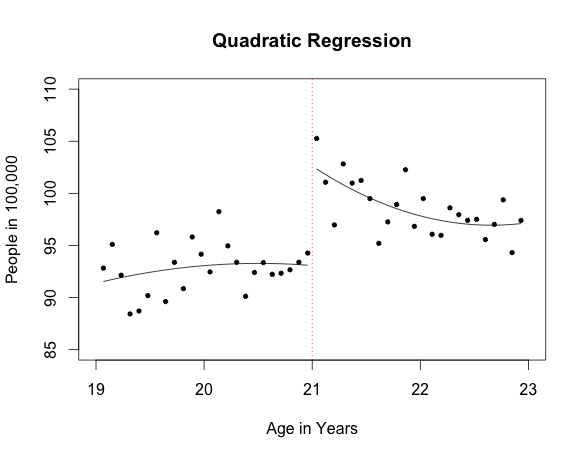 Quadratic Regression
People in 100,000
110
105
100
95
90
85
19 20 21 22 23
Age in Years